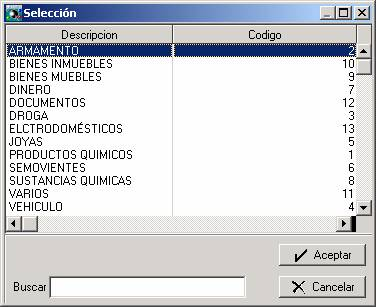 Selección
Descripcion Codigo
ARMAMENTO 2
BIENES INMUEBLES 10
BIENES MUEBLES 9
DINERO 7
DOCUMENTOS 12
DROGA 3
ELCTRODOMÉSTICOS 13
JOYAS 5
PRODUCTOS QUIMICOS 1
SEMOVIENTES 6
SUSTANCIAS QUIMICAS 8
VARIOS 11
VEHICULO 4
Aceptar
Buscar Cancelar